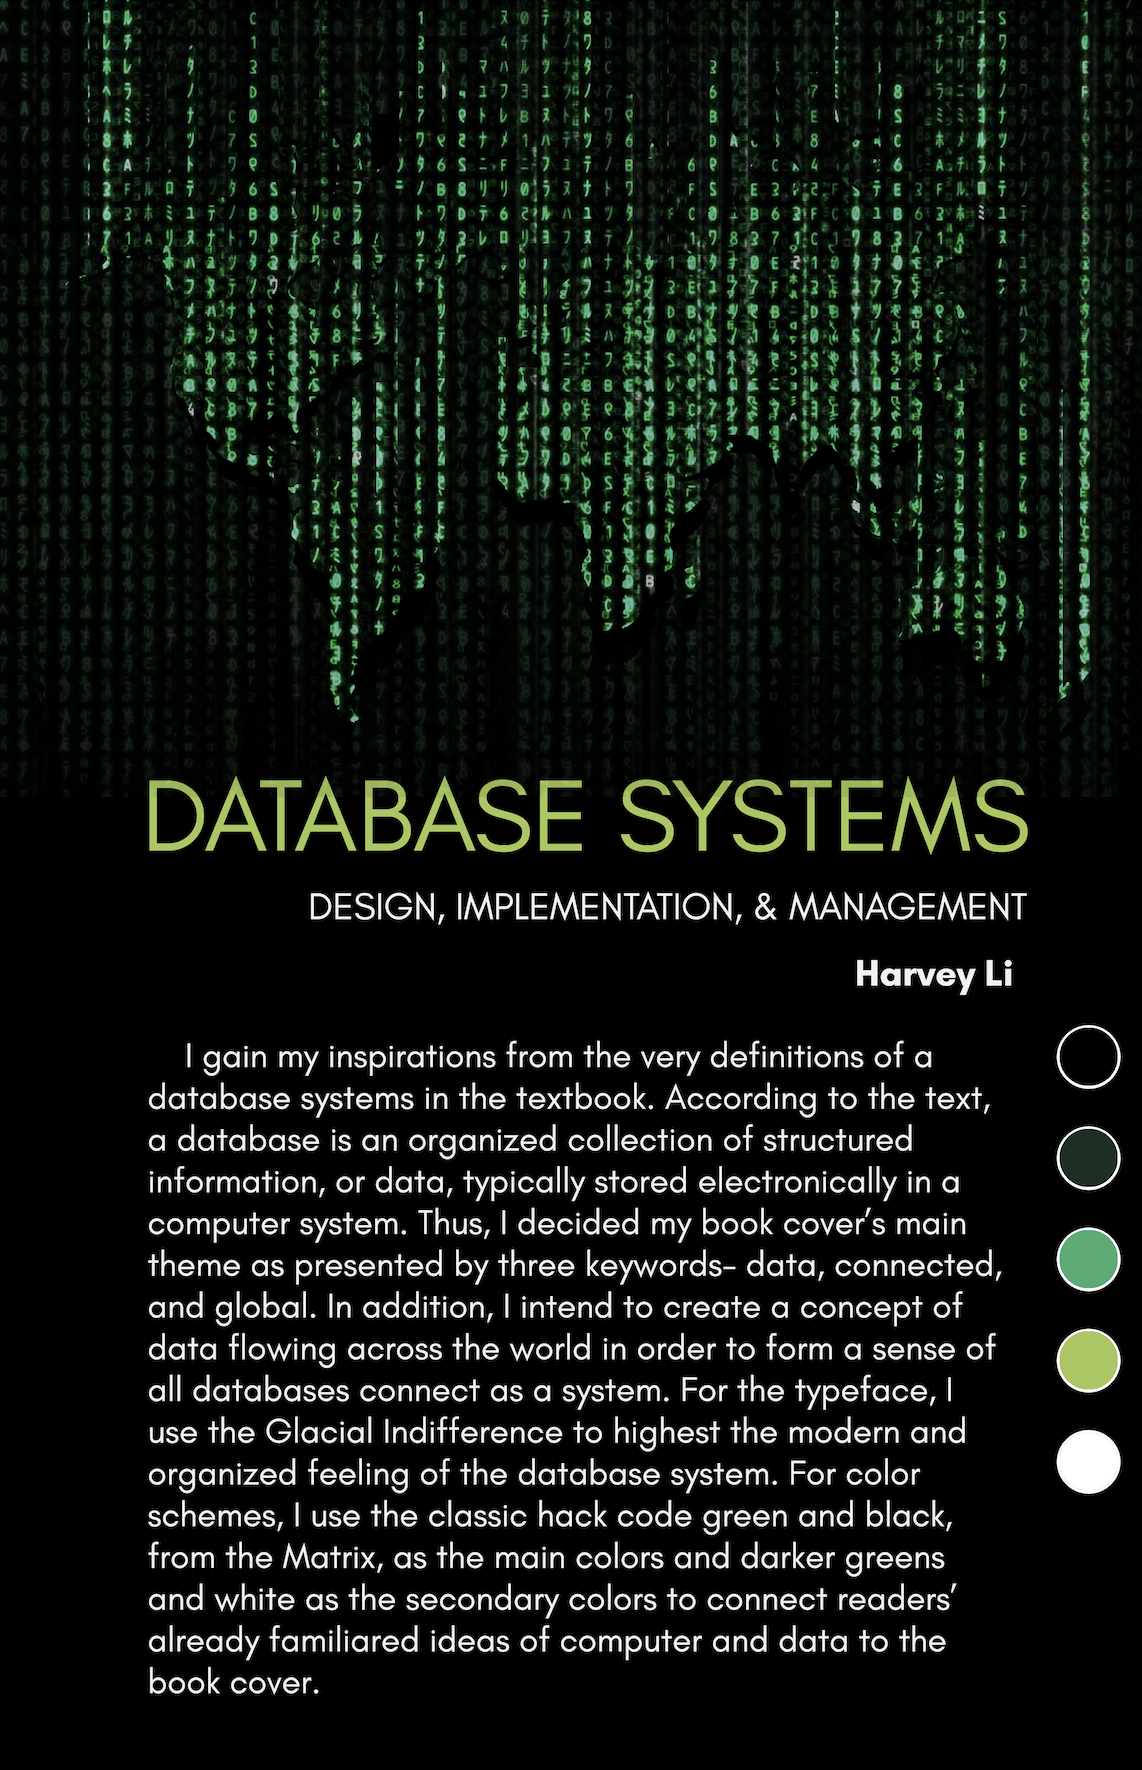 DATABASE SYSTEMS
DESIGN, IMPLEMENTATION, & MANAGEMENT
Harvey Li
I gain my inspirations from the very definitions of a
database systems in the textbook. According to the text,
a database is an organized collection of structured
information, or data, typically stored electronically in a
computer system. Thus, I decided my book cover’s main
theme as presented by three keywords- data, connected,
and global. In addition, I intend to create a concept of
data flowing across the world in order to form a sense of
all databases connect as a system. For the typeface, I
use the Glacial Indifference to highest the modern and
organized feeling of the database system. For color
schemes, I use the classic hack code green and black,
from the Matrix, as the main colors and darker greens
and white as the secondary colors to connect readers’
already familiared ideas of computer and data to the
book cover.